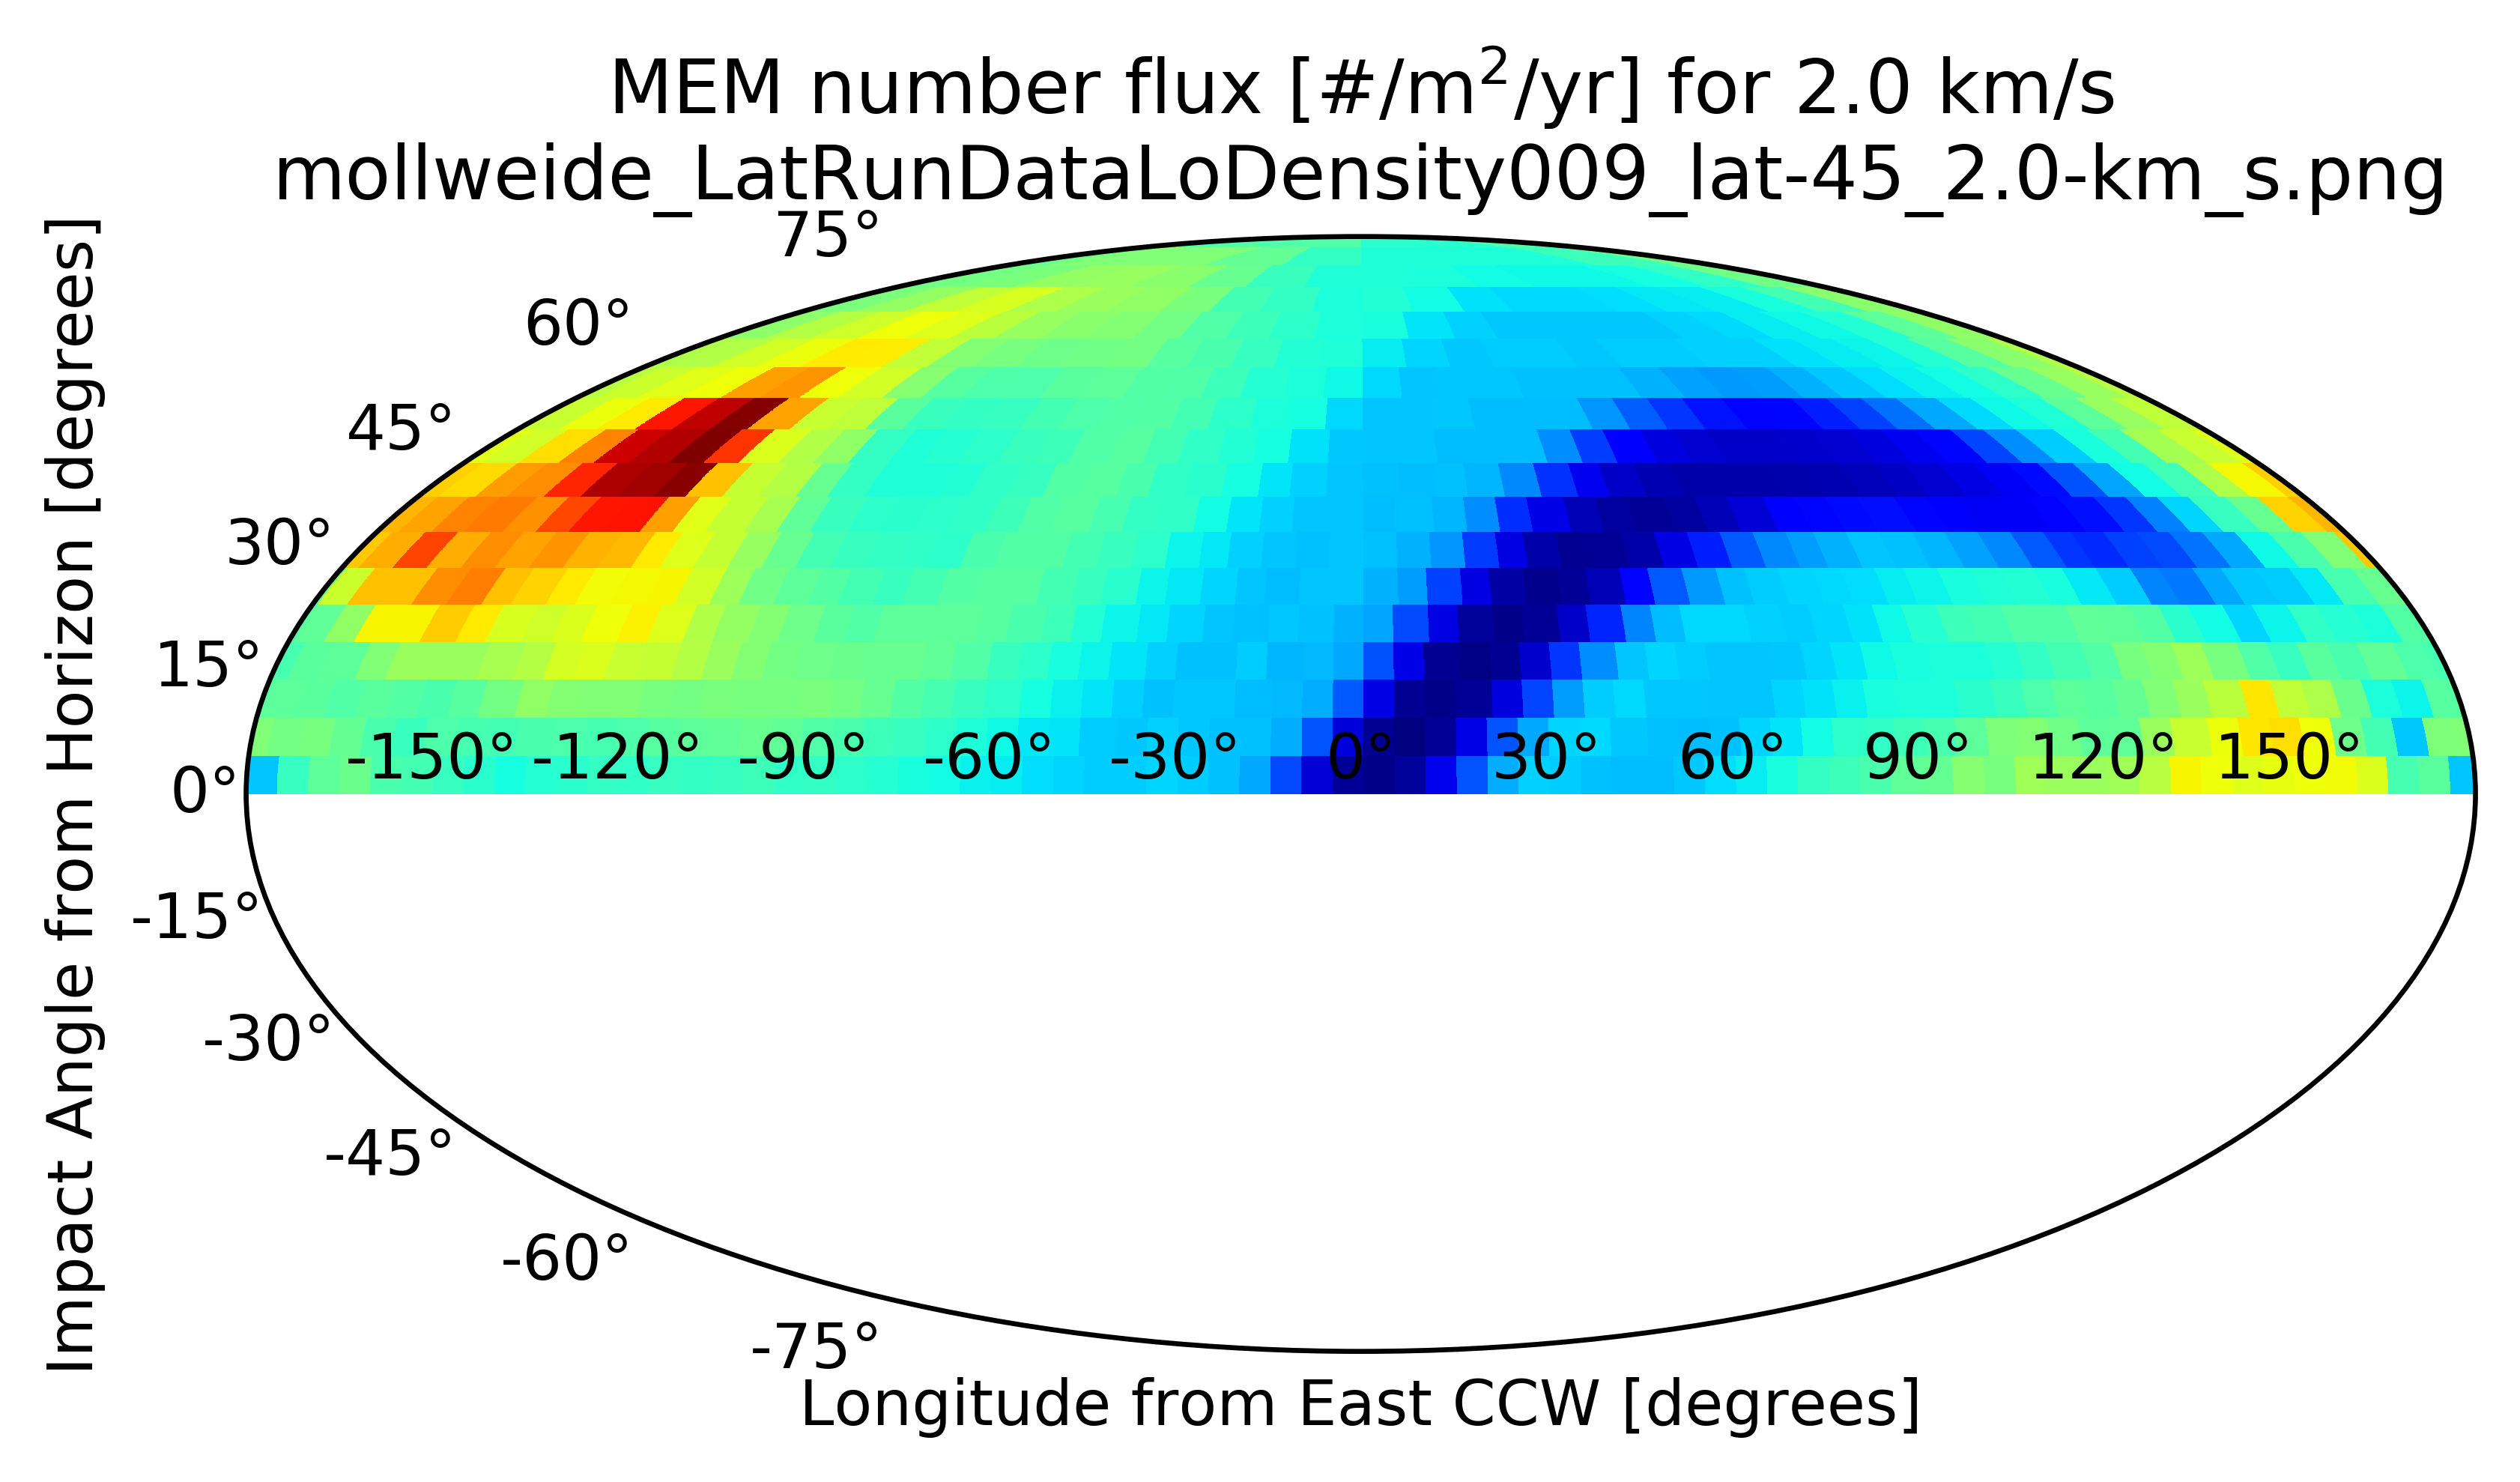 MEM number flux [#/m²/yr] for 2.0 km/s
mollweide_LatRunDataLoDensity009_lat-45_2.0-km_s.png
Impact Angle from Horizon [degrees]
75°
60°
45°
30°
15°
0°
-15°
-30°
-45°
-60°
-75°
-150° -120° -90° -60° -30° 0° 30° 60° 90° 120° 150°
Longitude from East CCW [degrees]